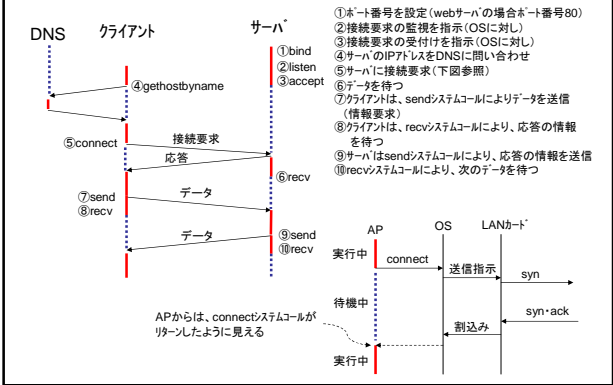 DNS
クライアント
サーバ
①bind
②listen
③accept
④gethostbyname
⑤connect
接続要求
応答
⑥recv
⑦send
⑧recv
データ
データ
⑨send
⑩recv
①ポート番号を設定(webサーバの場合ポート番号80)
②接続要求の監視を指示(OSに対し)
③接続要求の受付けを指示(OSに対し)
④サーバのIPアドレスをDNSに問い合わせ
⑤サーバに接続要求(下図参照)
⑥データを待つ
⑦クライアントは、sendシステムコールによりデータを送信
(情報要求)
⑧クライアントは、recvシステムコールにより、応答の情報
を待つ
⑨サーバはsendシステムコールにより、応答の情報を送信
⑩recvシステムコールにより、次のデータを待つ
AP
OS
LANカード
実行中
connect
送信指示
syn
待機中
syn・ack
割込み
APからは、connectシステムコールが
リターンしたように見える
実行中